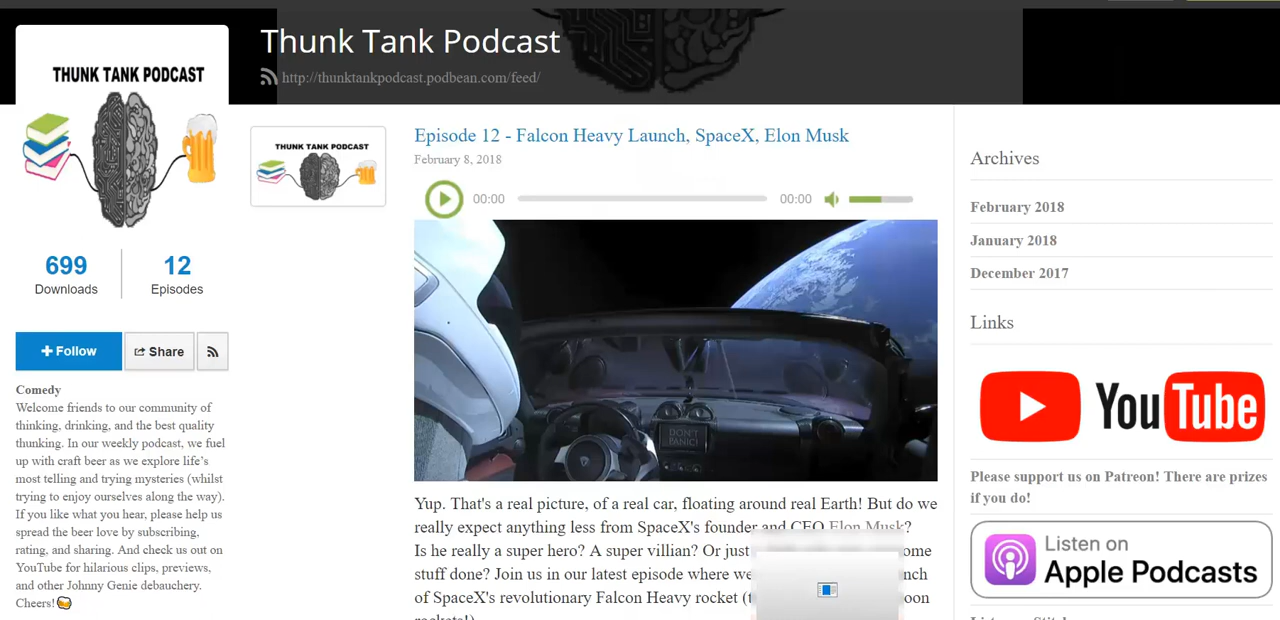 Thunk Tank Podcast
http://thunktankpodcast.podbean.com/feed/
THUNK TANK PODCAST
699
Downloads
12
Episodes
Follow
Share
Comedy
Welcome friends to our community of
thinking, drinking, and the best quality
thunking. In our weekly podcast, we fuel
up with craft beer as we explore life’s
most telling and trying mysteries (whilst
trying to enjoy ourselves along the way).
If you like what you hear, please help us
spread the beer love by subscribing,
rating, and sharing. And check us out on
YouTube for hilarious clips, previews,
and other Johnny Genie debauchery.
Cheers!
THUNK TANK PODCAST
Episode 12 - Falcon Heavy Launch, SpaceX, Elon Musk
February 8, 2018
00:00
00:00
DON'T
PANIC!
Yup. That's a real picture, of a real car, floating around real Earth! But do we
really expect anything less from SpaceX's founder and CEO Elon Musk?
Is he really a super hero? A super villian? Or just
stuff done? Join us in our latest episode where we
of SpaceX's revolutionary Falcon Heavy rocket
Archives
February 2018
January 2018
December 2017
Links
YouTube
Please support us on Patreon! There are prizes
if you do!
Listen on
Apple Podcasts